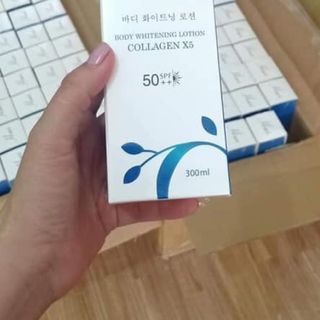 바디 화이트닝 로션
BODY WHITENING LOTION
COLLAGEN X5
50 SPF
++
300ml